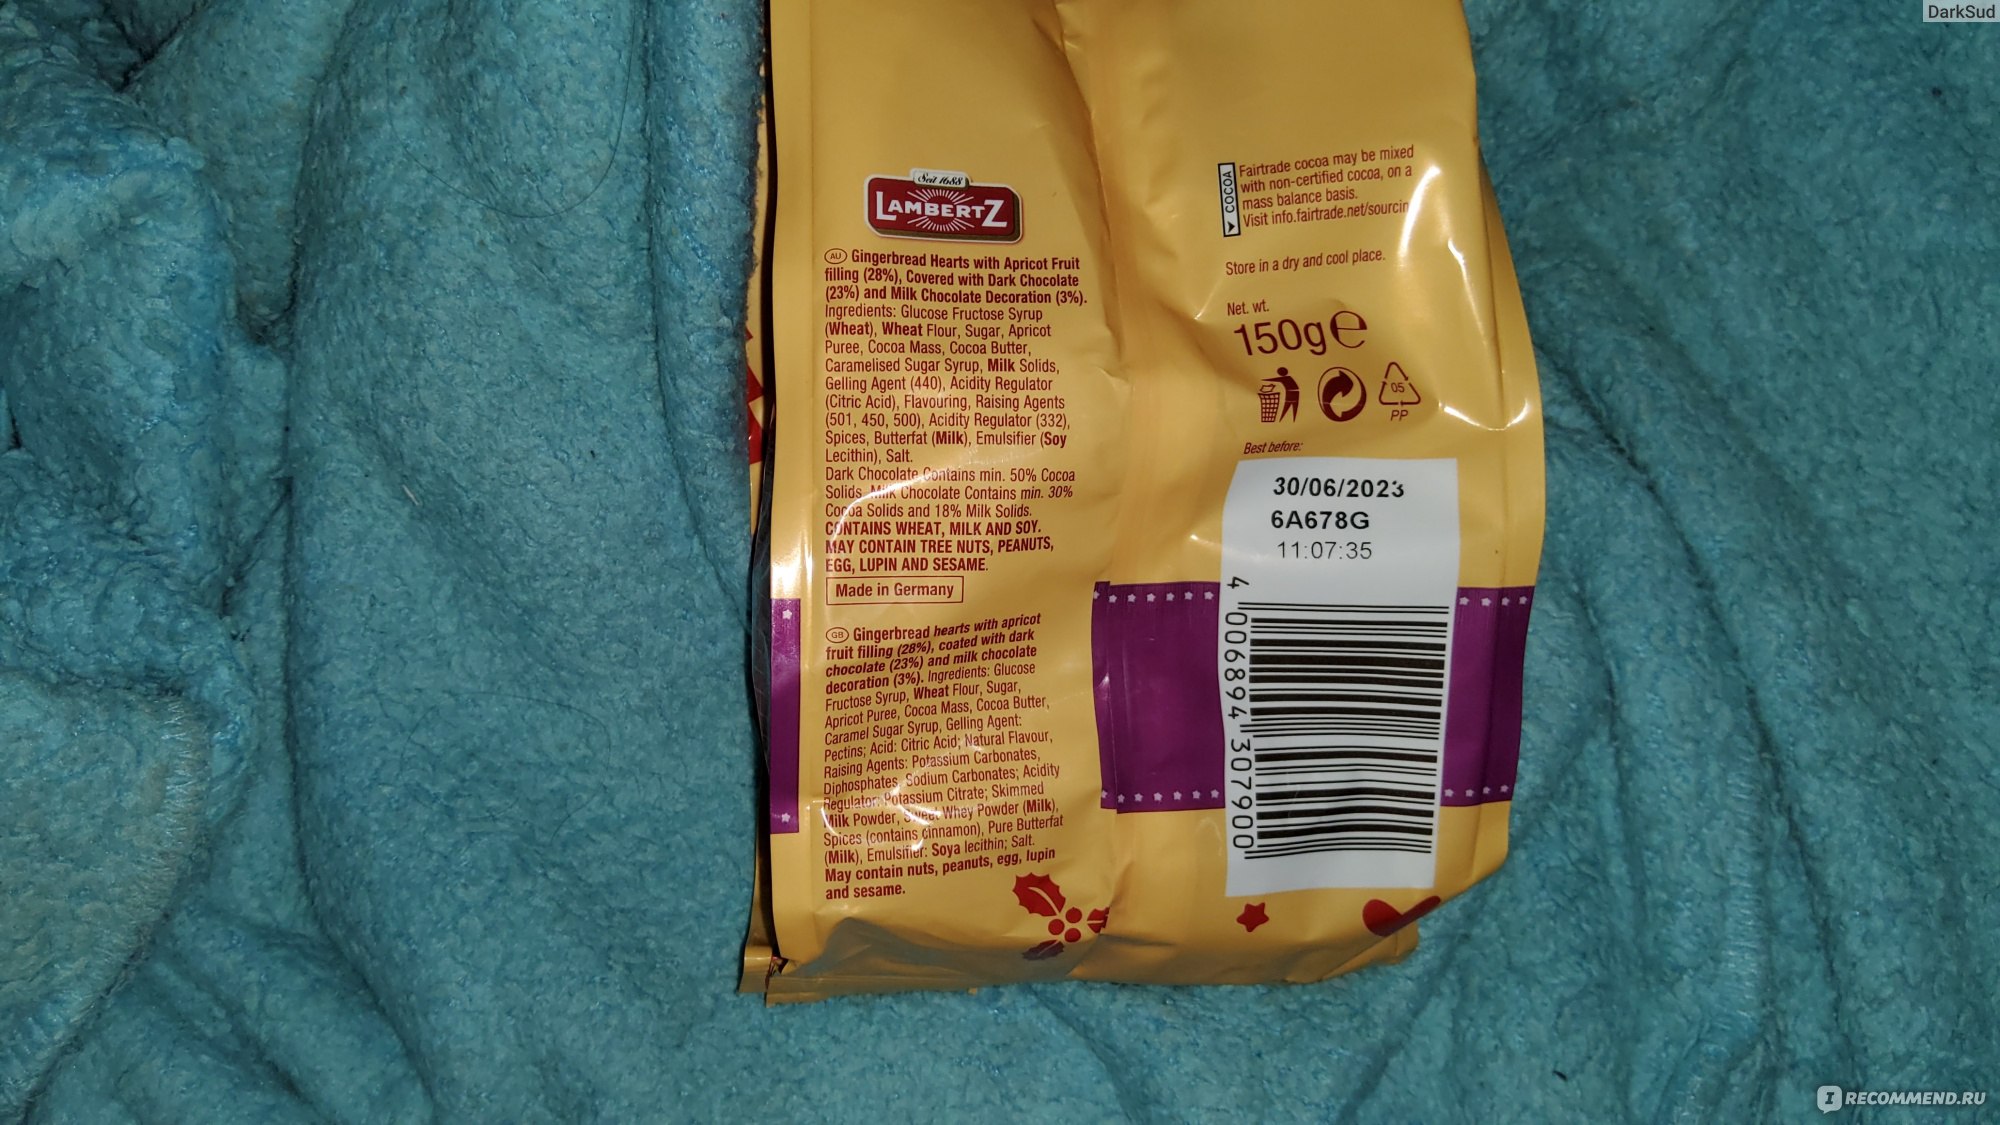 DarkSud
Seit 1688
LAMBERTZ
AU Gingerbread Hearts with Apricot Fruit
filling (28%), Covered with Dark Chocolate
(23%) and Milk Chocolate Decoration (3%).
Ingredients: Glucose Fructose Syrup
(Wheat), Wheat Flour, Sugar, Apricot
Puree, Cocoa Mass, Cocoa Butter,
Caramelised Sugar Syrup, Milk Solids,
Gelling Agent (440), Acidity Regulator
(Citric Acid), Flavouring, Raising Agents
(501, 450, 500), Acidity Regulator (332),
Spices, Butterfat (Milk), Emulsifier (Soy
Lecithin), Salt.
Dark Chocolate Contains min. 50% Cocoa
Solids. Milk Chocolate Contains min. 30%
Cocoa Solids and 18% Milk Solids.
CONTAINS WHEAT, MILK AND SOY.
MAY CONTAIN TREE NUTS, PEANUTS,
EGG, LUPIN AND SESAME.
Made in Germany
GB Gingerbread hearts with apricot
fruit filling (28%), coated with dark
chocolate (23%) and milk chocolate
decoration (3%). Ingredients: Glucose
Fructose Syrup, Wheat Flour, Sugar,
Apricot Puree, Cocoa Mass, Cocoa Butter,
Caramel Sugar Syrup, Gelling Agent:
Pectins; Acid: Citric Acid; Natural Flavour,
Raising Agents: Potassium Carbonates,
Diphosphates, Sodium Carbonates; Acidity
Regulator: Potassium Citrate; Skimmed
Milk Powder, Sweet Whey Powder (Milk),
Spices (contains cinnamon), Pure Butterfat
(Milk), Emulsifier: Soya lecithin; Salt.
May contain nuts, peanuts, egg, lupin
and sesame.
COCOA
Fairtrade cocoa may be mixed
with non-certified cocoa, on a
mass balance basis.
Visit info.fairtrade.net/sourcin
Store in a dry and cool place.
Net. wt.
150g e
05
PP
Best before:
30/06/2023
6A678G
11:07:35
4 006894 307900
IRECOMMEND.RU